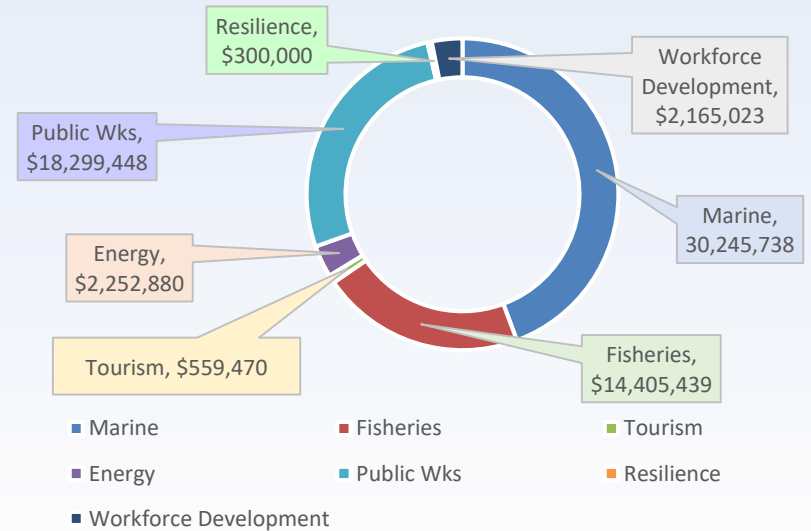 Resilience,
$300,000
Workforce
Development,
$2,165,023
Public Wks,
$18,299,448
Marine,
30,245,738
Energy,
$2,252,880
Tourism, $559,470
Fisheries,
$14,405,439
Marine
Fisheries
Tourism
Energy
Public Wks
Resilience
Workforce Development